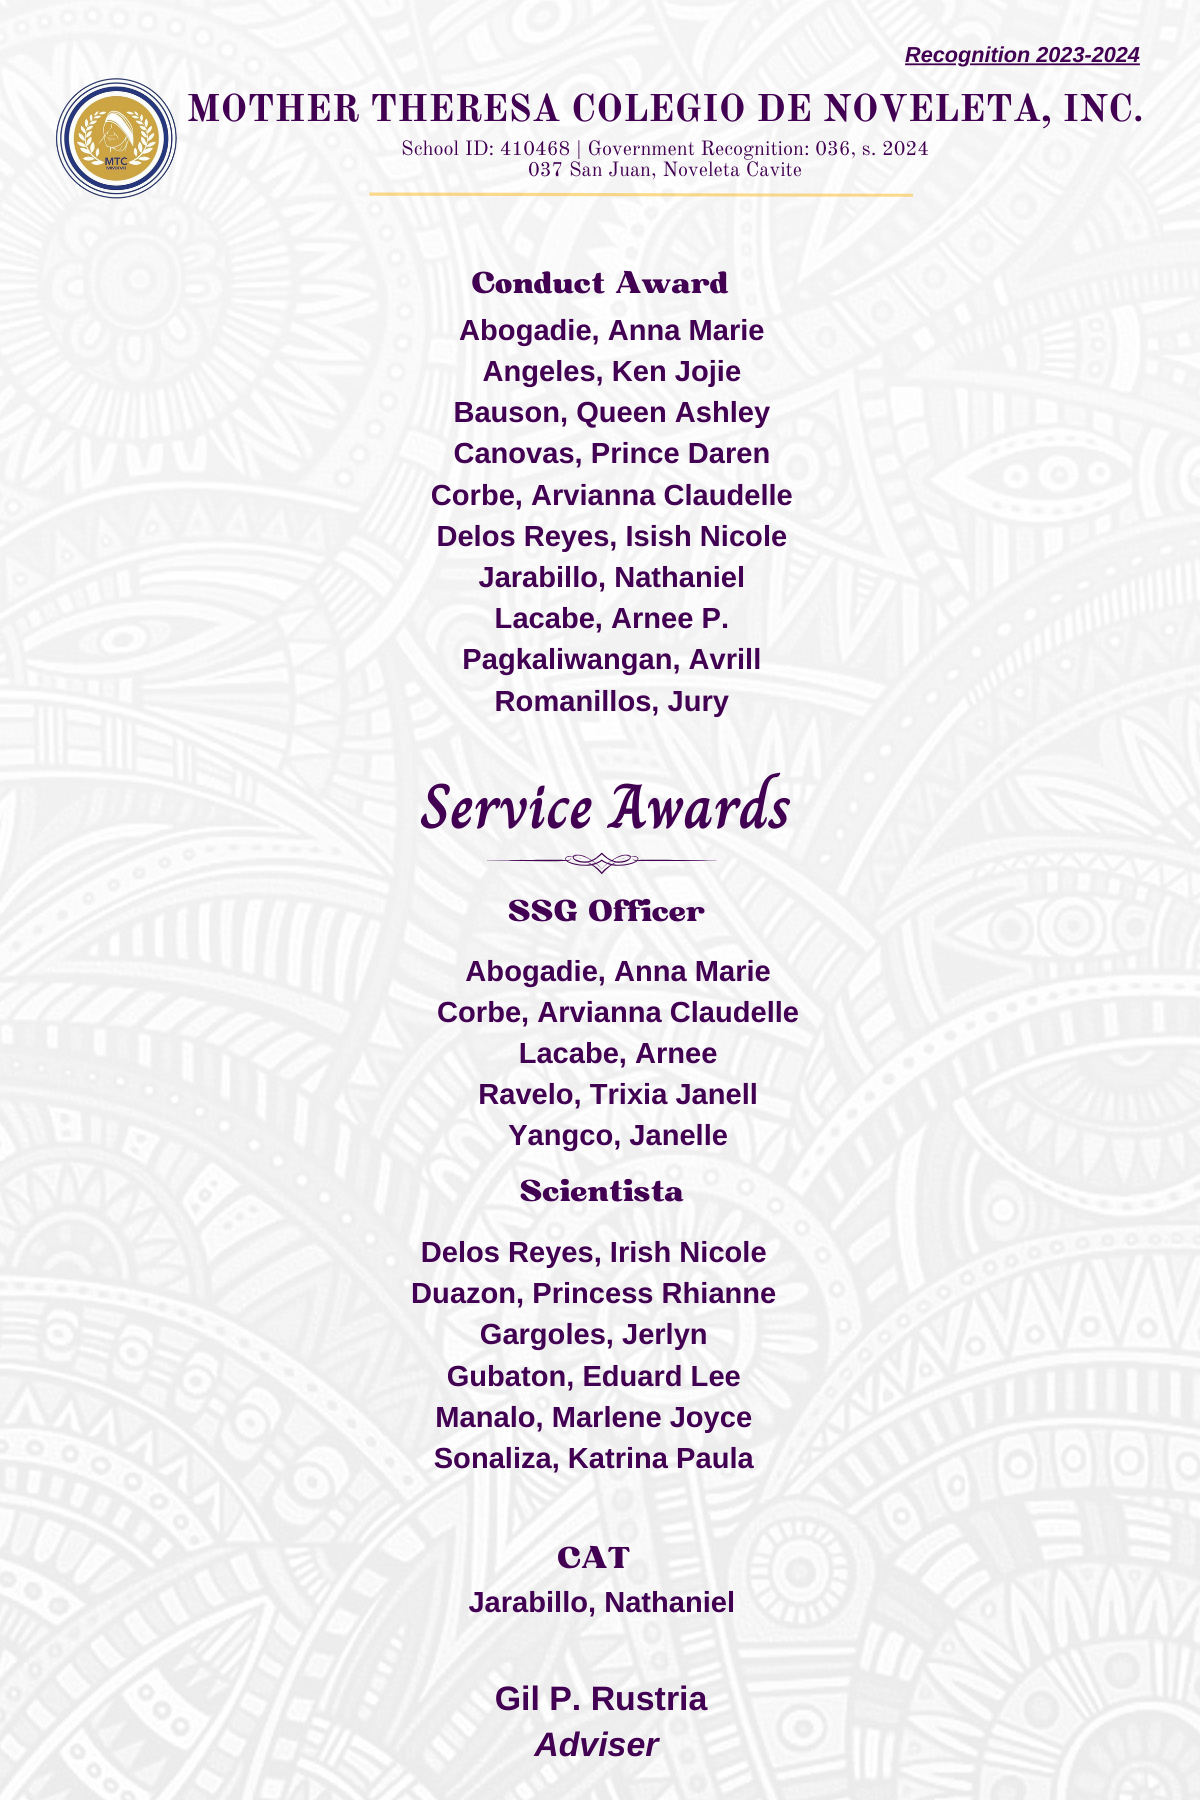 Recognition 2023-2024
MOTHER THERESA COLEGIO DE NOVELETA, INC.
School ID: 410468 | Government Recognition: 036, s. 2024
037 San Juan, Noveleta Cavite
MTC
Conduct Award
Abogadie, Anna Marie
Angeles, Ken Jojie
Bauson, Queen Ashley
Canovas, Prince Daren
Corbe, Arvianna Claudelle
Delos Reyes, Isish Nicole
Jarabillo, Nathaniel
Lacabe, Arnee P.
Pagkaliwangan, Avrill
Romanillos, Jury
Service Awards
SSG Officer
Abogadie, Anna Marie
Corbe, Arvianna Claudelle
Lacabe, Arnee
Ravelo, Trixia Janell
Yangco, Janelle
Scientista
Delos Reyes, Irish Nicole
Duazon, Princess Rhianne
Gargoles, Jerlyn
Gubaton, Eduard Lee
Manalo, Marlene Joyce
Sonaliza, Katrina Paula
CAT
Jarabillo, Nathaniel
Gil P. Rustria
Adviser